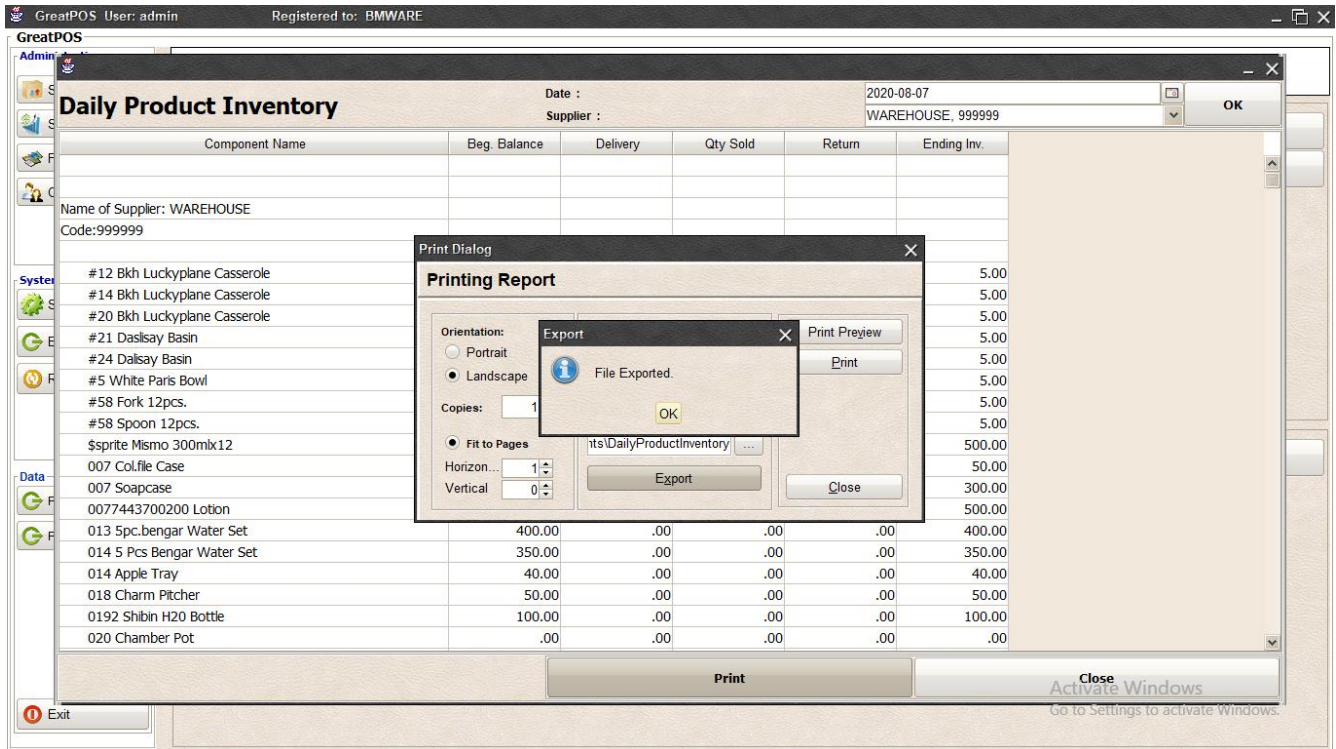 GreatPOS User: admin Registered to: BMWARE
GreatPOS
Daily Product Inventory
Date :
2020-08-07
Supplier :
WAREHOUSE, 999999
OK
Component Name Beg. Balance Delivery Qty Sold Return Ending Inv.
Name of Supplier: WAREHOUSE
Code:999999
#12 Bkh Luckyplane Casserole 5.00
#14 Bkh Luckyplane Casserole 5.00
#20 Bkh Luckyplane Casserole 5.00
#21 Daslisay Basin 5.00
#24 Dalisay Basin 5.00
#5 White Paris Bowl 5.00
#58 Fork 12pcs. 5.00
#58 Spoon 12pcs. 5.00
$sprite Mismo 300mlx12 500.00
007 Col.file Case 50.00
007 Soapcase 300.00
0077443700200 Lotion 500.00
013 5pc.bengar Water Set 400.00 .00 .00 .00 400.00
014 5 Pcs Bengar Water Set 350.00 .00 .00 .00 350.00
014 Apple Tray 40.00 .00 .00 .00 40.00
018 Charm Pitcher 50.00 .00 .00 .00 50.00
0192 Shibin H20 Bottle 100.00 .00 .00 .00 100.00
020 Chamber Pot .00 .00 .00 .00 .00
Print Dialog
Printing Report
Orientation:
Portrait
Landscape
Copies: 1
Fit to Pages
Horizon... 1
Vertical 0
Export
File Exported.
OK
nts\DailyProductInventory ...
Export
Print Preview
Print
Close
Print
Close
Exit
Activate Windows
Go to Settings to activate Windows.